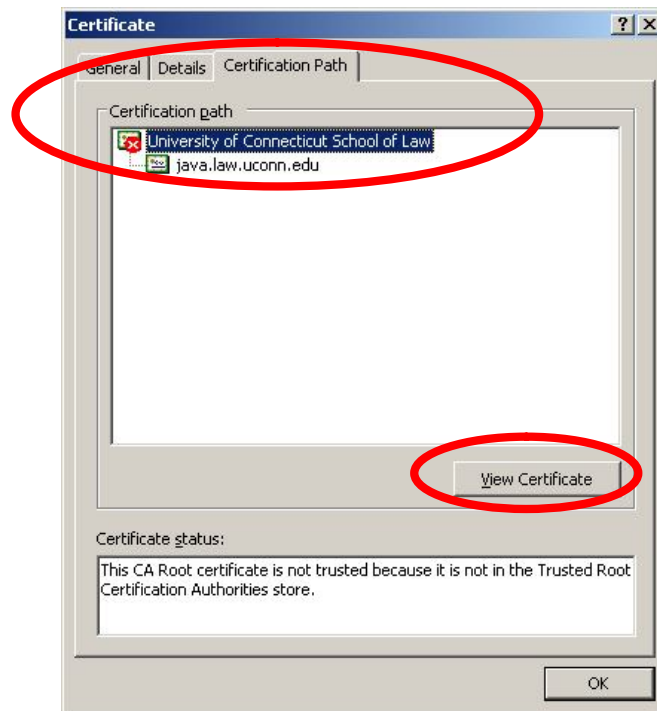 Certificate
General Details Certification Path
Certification path
University of Connecticut School of Law
java.law.uconn.edu
View Certificate
Certificate status:
This CA Root certificate is not trusted because it is not in the Trusted Root
Certification Authorities store.
OK